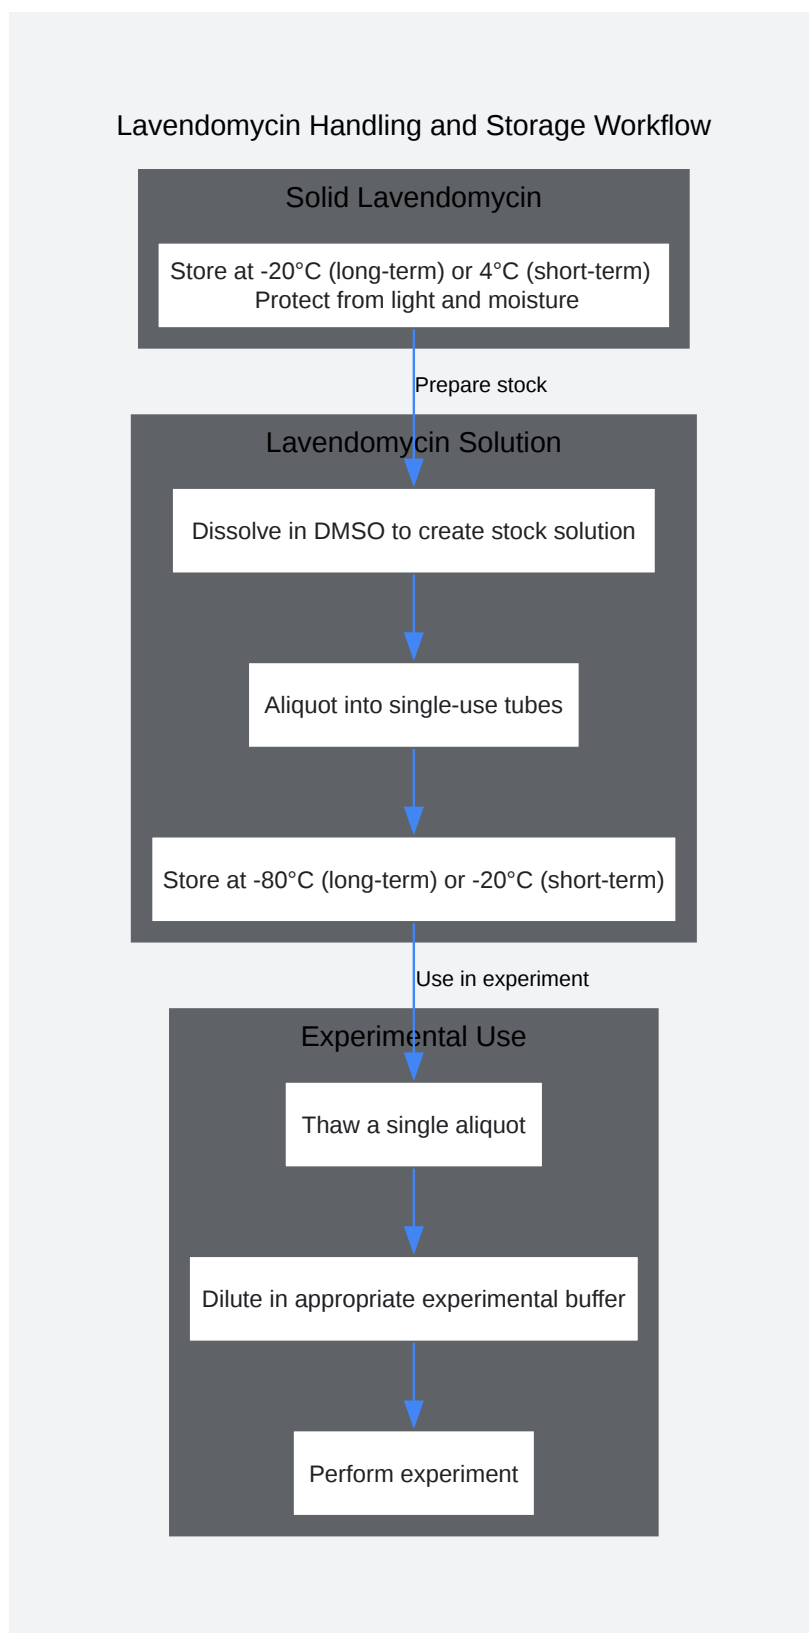 Lavendomycin Handling and Storage Workflow
Solid Lavendomycin
Store at -20°C (long-term) or 4°C (short-term)
Protect from light and moisture
Prepare stock
Lavendomycin Solution
Dissolve in DMSO to create stock solution
Aliquot into single-use tubes
Store at -80°C (long-term) or -20°C (short-term)
Use in experiment
Experimental Use
Thaw a single aliquot
Dilute in appropriate experimental buffer
Perform experiment